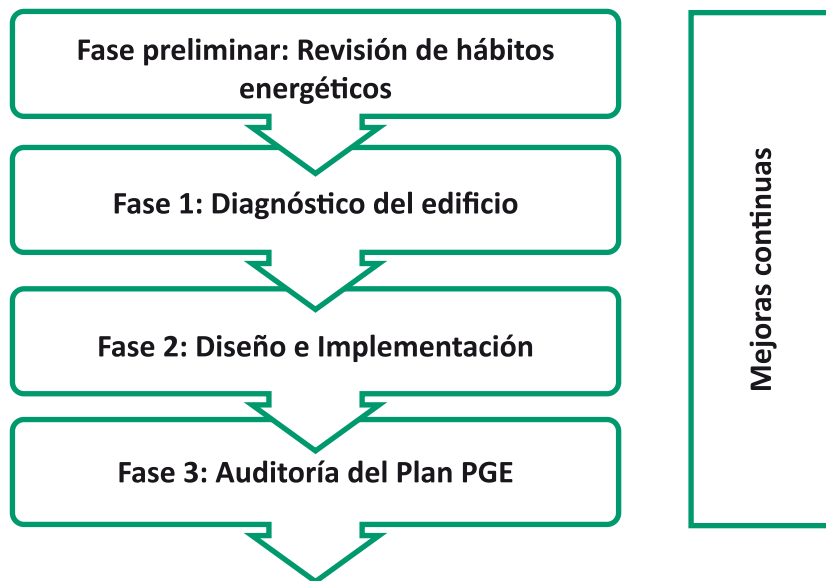 Fase preliminar: Revisión de hábitos
energéticos
Fase 1: Diagnóstico del edificio
Fase 2: Diseño e Implementación
Fase 3: Auditoría del Plan PGE
Mejoras continuas